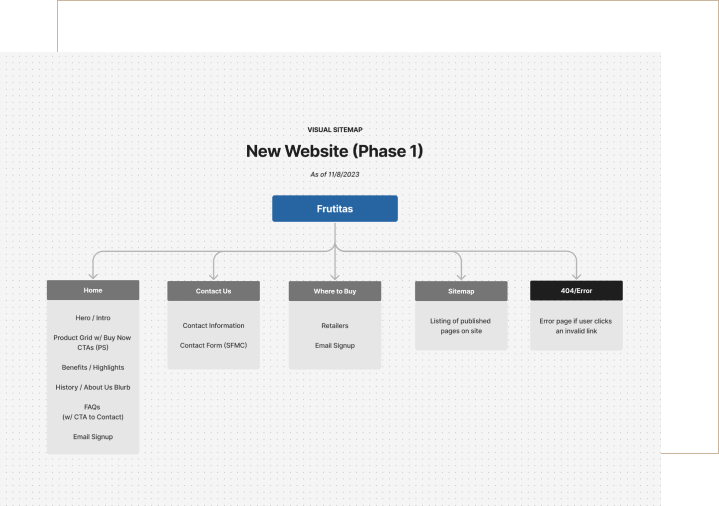 VISUAL SITEMAP
New Website (Phase 1)
As of 11/8/2023
Frutitas
Home
Hero / Intro
Product Grid w/ Buy Now
CTAs (PS)
Benefits / Highlights
History / About Us Blurb
FAQs
(w/ CTA to Contact)
Email Signup
Contact Us
Contact Information
Contact Form (SFMC)
Where to Buy
Retailers
Email Signup
Sitemap
Listing of published
pages on site
404/Error
Error page if user clicks
an invalid link